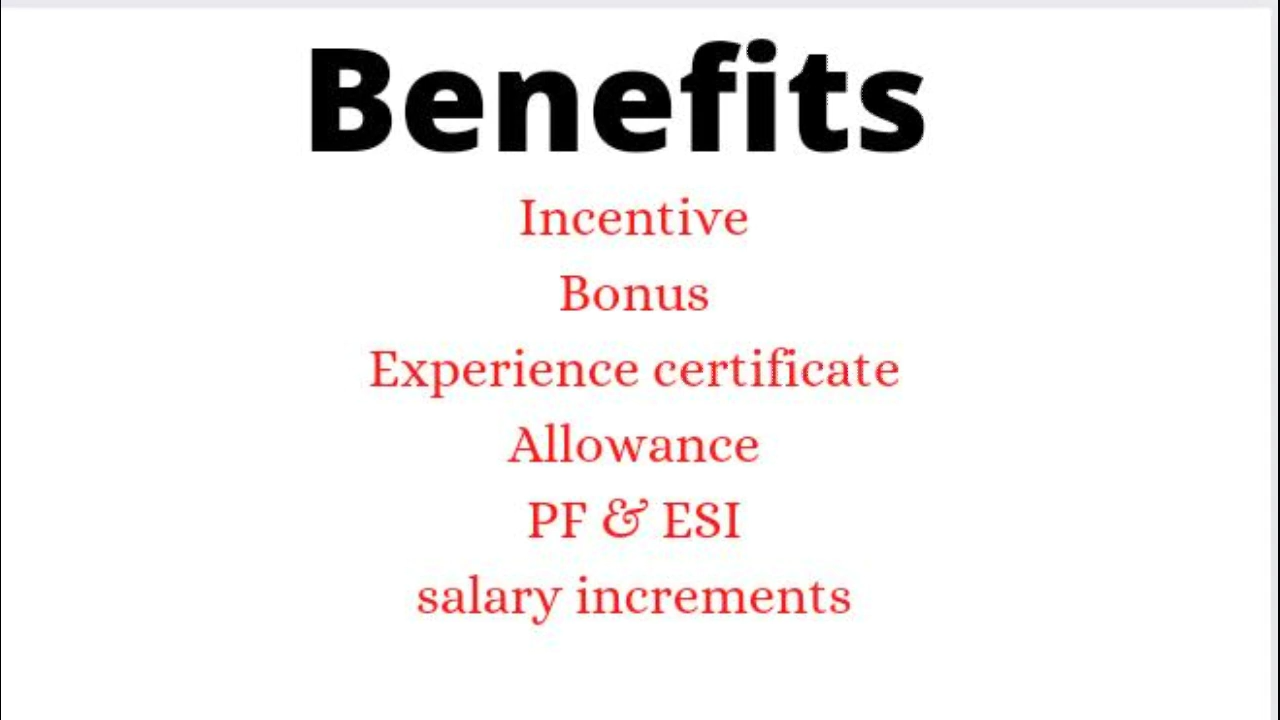 Benefits
Incentive
Bonus
Experience certificate
Allowance
PF & ESI
salary increments